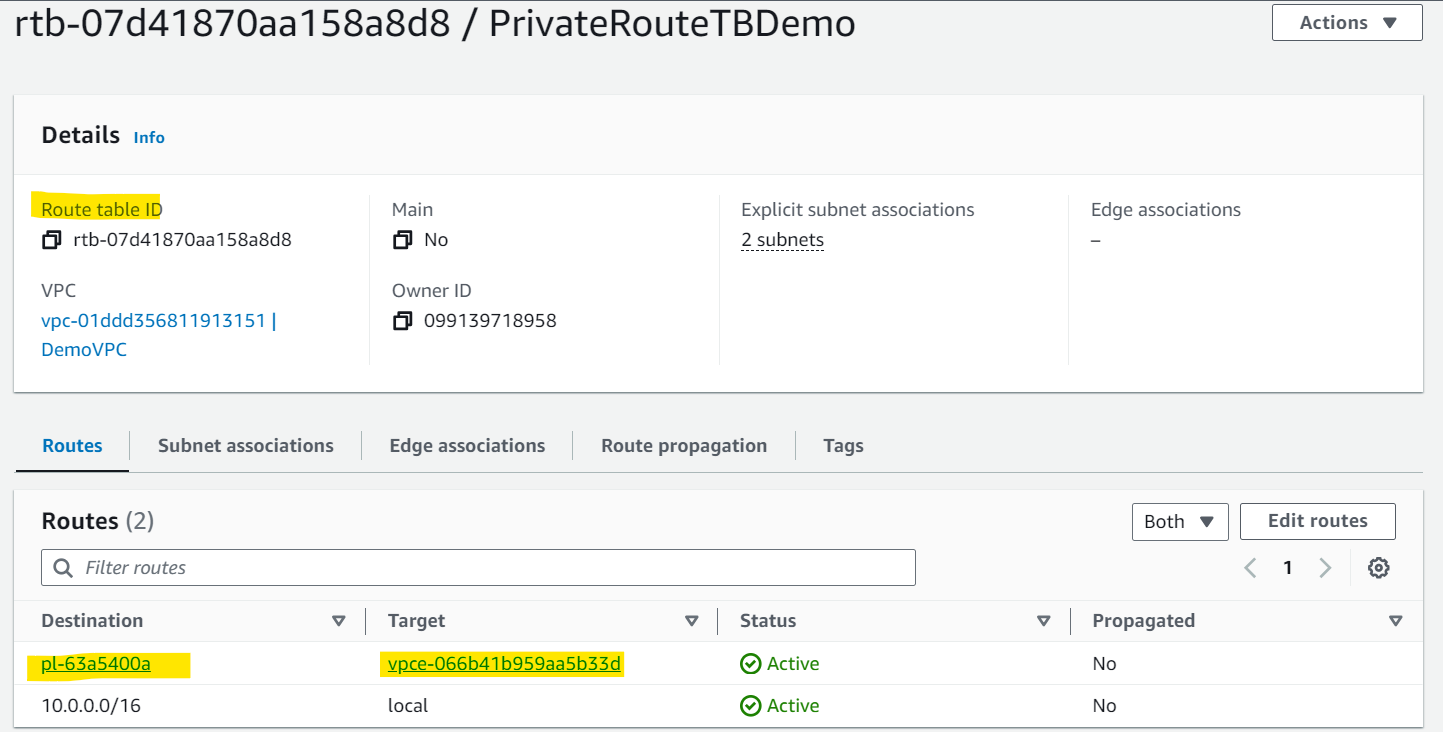 rtb-07d41870aa158a8d8 / PrivateRouteTBDemo
Actions
Details Info
Route table ID
rtb-07d41870aa158a8d8
Main
No
Explicit subnet associations
2 subnets
Edge associations
–
VPC
vpc-01ddd356811913151 |
DemoVPC
Owner ID
099139718958
Routes Subnet associations Edge associations Route propagation Tags
Routes (2)
Both Edit routes
Filter routes
1
Destination Target Status Propagated
pl-63a5400a vpce-066b41b959aa5b33d Active No
10.0.0.0/16 local Active No